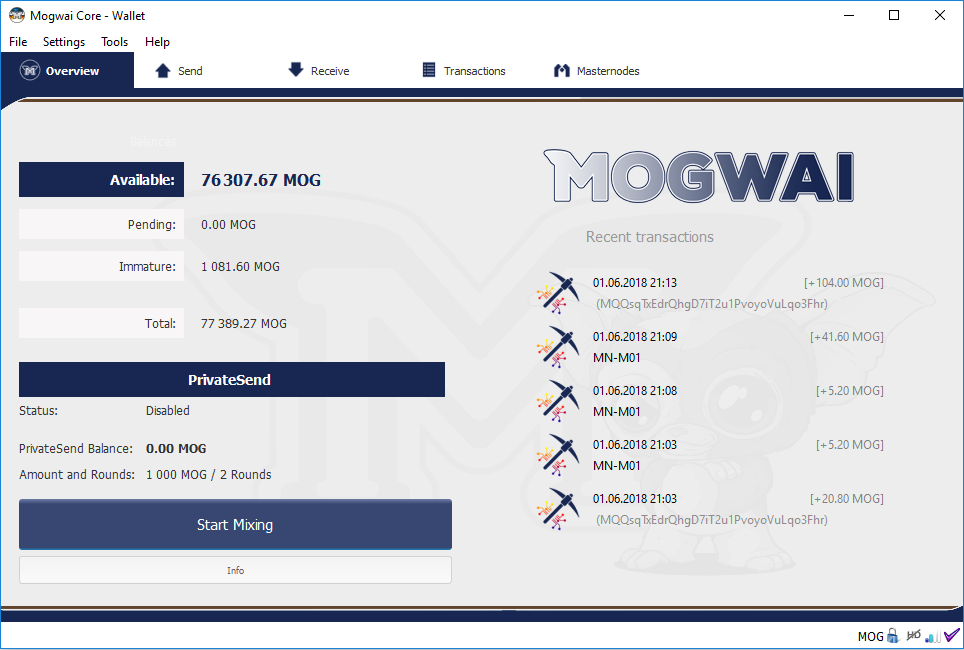 Mogwai Core - Wallet
File Settings Tools Help
Overview Send Receive Transactions Masternodes
Balances
Available: 76 307.67 MOG
Pending: 0.00 MOG
Immature: 1 081.60 MOG
Total: 77 389.27 MOG
PrivateSend
Status: Disabled
PrivateSend Balance: 0.00 MOG
Amount and Rounds: 1 000 MOG / 2 Rounds
Start Mixing
Info
MOGWAI
Recent transactions
01.06.2018 21:13 [+104.00 MOG]
(MQQsqTxEdrQhgD7iT2u1PvoyoVuLqo3Fhr)
01.06.2018 21:09 [+41.60 MOG]
MN-M01
01.06.2018 21:08 [+5.20 MOG]
MN-M01
01.06.2018 21:03 [+5.20 MOG]
MN-M01
01.06.2018 21:03 [+20.80 MOG]
(MQQsqTxEdrQhgD7iT2u1PvoyoVuLqo3Fhr)
MOG HD